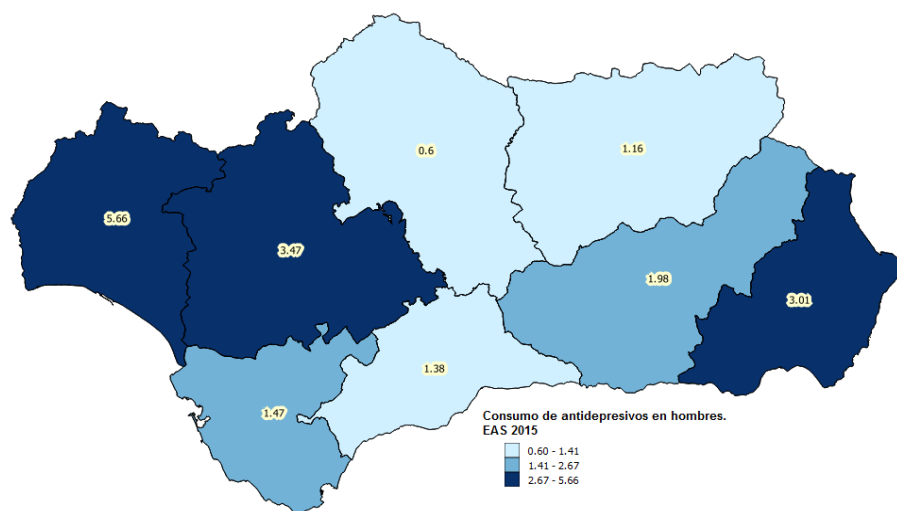 0.6
1.16
5.66
3.47
1.98
3.01
1.38
1.47
Consumo de antidepresivos en hombres.
EAS 2015
0.60 - 1.41
1.41 - 2.67
2.67 - 5.66